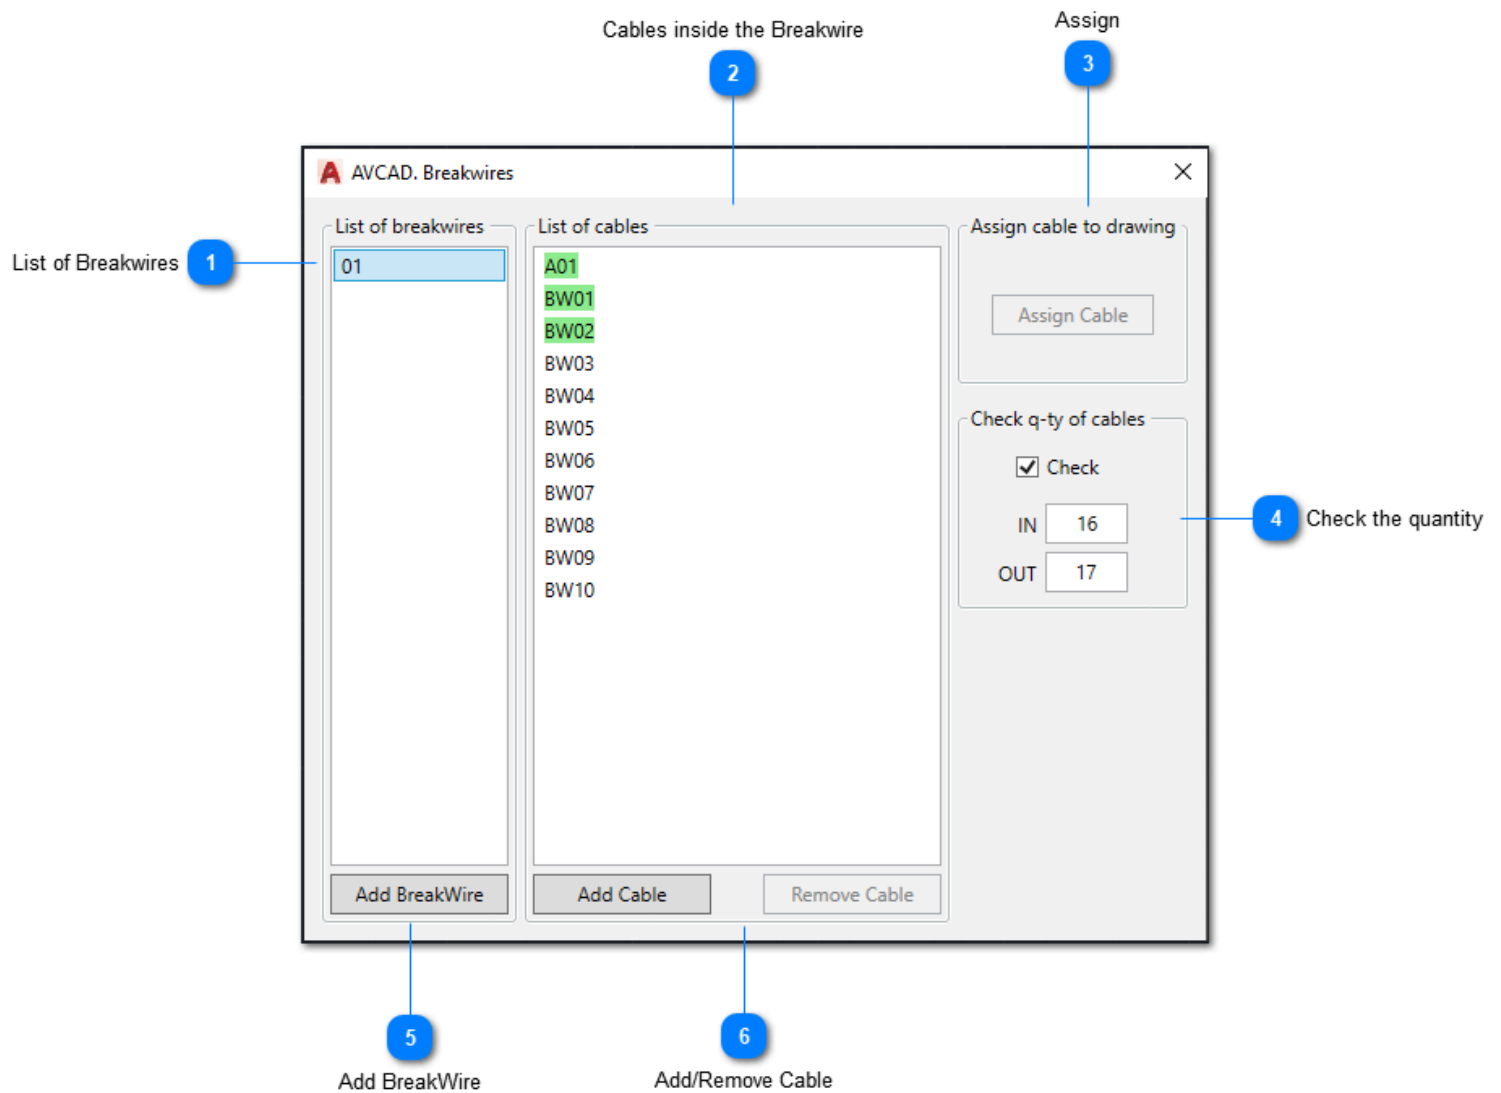 Cables inside the Breakwire
2
Assign
3
AVCAD. Breakwires
List of Breakwires
1
List of breakwires
01
Add BreakWire
List of cables
A01
BW01
BW02
BW03
BW04
BW05
BW06
BW07
BW08
BW09
BW10
Add Cable
Remove Cable
Assign cable to drawing
Assign Cable
Check q-ty of cables
Check
IN 16
OUT 17
4
Check the quantity
5
Add BreakWire
6
Add/Remove Cable